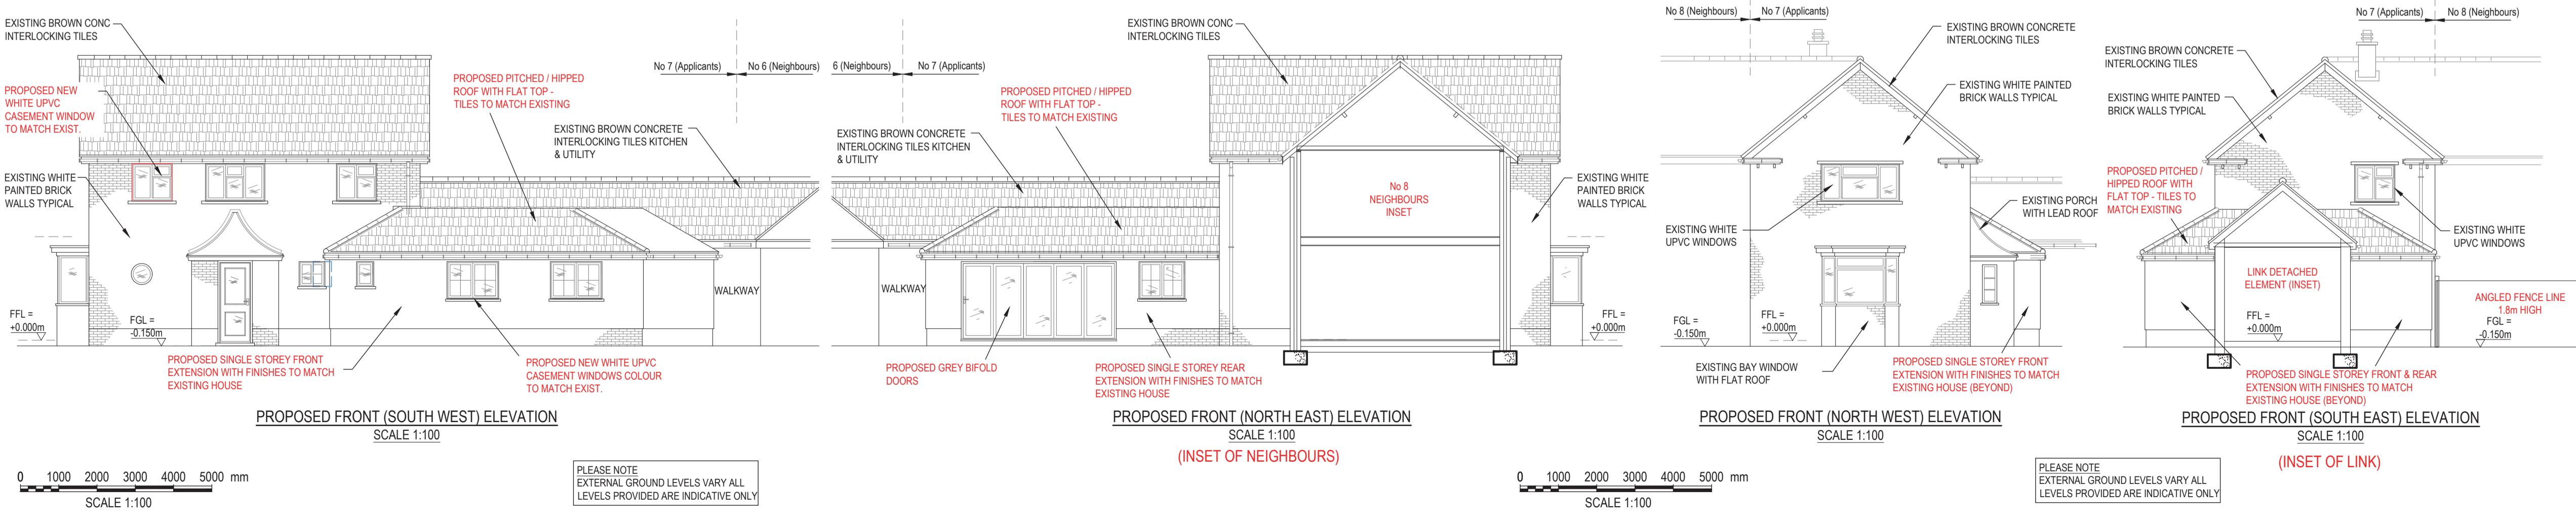 EXISTING BROWN CONC
INTERLOCKING TILES
PROPOSED NEW
WHITE UPVC
CASEMENT WINDOW
TO MATCH EXIST.
EXISTING WHITE
PAINTED BRICK
WALLS TYPICAL
FFL =
+0.000m
FGL =
-0.150m
PROPOSED PITCHED / HIPPED
ROOF WITH FLAT TOP -
TILES TO MATCH EXISTING
EXISTING BROWN CONCRETE
INTERLOCKING TILES KITCHEN
& UTILITY
No 7 (Applicants)
No 6 (Neighbours)
WALKWAY
PROPOSED SINGLE STOREY FRONT
EXTENSION WITH FINISHES TO MATCH
EXISTING HOUSE
PROPOSED NEW WHITE UPVC
CASEMENT WINDOWS COLOUR
TO MATCH EXIST.
PROPOSED FRONT (SOUTH WEST) ELEVATION
SCALE 1:100
0 1000 2000 3000 4000 5000 mm
SCALE 1:100
PLEASE NOTE
EXTERNAL GROUND LEVELS VARY ALL
LEVELS PROVIDED ARE INDICATIVE ONLY
6 (Neighbours)
No 7 (Applicants)
EXISTING BROWN CONC
INTERLOCKING TILES
PROPOSED PITCHED / HIPPED
ROOF WITH FLAT TOP -
TILES TO MATCH EXISTING
EXISTING BROWN CONCRETE
INTERLOCKING TILES KITCHEN
& UTILITY
No 8
NEIGHBOURS
INSET
EXISTING WHITE
PAINTED BRICK
WALLS TYPICAL
WALKWAY
FFL =
+0.000m
PROPOSED GREY BIFOLD
DOORS
PROPOSED SINGLE STOREY REAR
EXTENSION WITH FINISHES TO MATCH
EXISTING HOUSE
PROPOSED FRONT (NORTH EAST) ELEVATION
SCALE 1:100
(INSET OF NEIGHBOURS)
0 1000 2000 3000 4000 5000 mm
SCALE 1:100
No 8 (Neighbours)
No 7 (Applicants)
EXISTING BROWN CONCRETE
INTERLOCKING TILES
EXISTING WHITE PAINTED
BRICK WALLS TYPICAL
EXISTING PORCH
WITH LEAD ROOF
EXISTING WHITE
UPVC WINDOWS
FGL =
-0.150m
FFL =
+0.000m
EXISTING BAY WINDOW
WITH FLAT ROOF
PROPOSED SINGLE STOREY FRONT
EXTENSION WITH FINISHES TO MATCH
EXISTING HOUSE (BEYOND)
PROPOSED FRONT (NORTH WEST) ELEVATION
SCALE 1:100
No 7 (Applicants)
No 8 (Neighbours)
EXISTING BROWN CONCRETE
INTERLOCKING TILES
EXISTING WHITE PAINTED
BRICK WALLS TYPICAL
PROPOSED PITCHED /
HIPPED ROOF WITH
FLAT TOP - TILES TO
MATCH EXISTING
EXISTING WHITE
UPVC WINDOWS
LINK DETACHED
ELEMENT (INSET)
FFL =
+0.000m
ANGLED FENCE LINE
1.8m HIGH
FGL =
-0.150m
PROPOSED SINGLE STOREY FRONT & REAR
EXTENSION WITH FINISHES TO MATCH
EXISTING HOUSE (BEYOND)
PROPOSED FRONT (SOUTH EAST) ELEVATION
SCALE 1:100
(INSET OF LINK)
PLEASE NOTE
EXTERNAL GROUND LEVELS VARY ALL
LEVELS PROVIDED ARE INDICATIVE ONLY